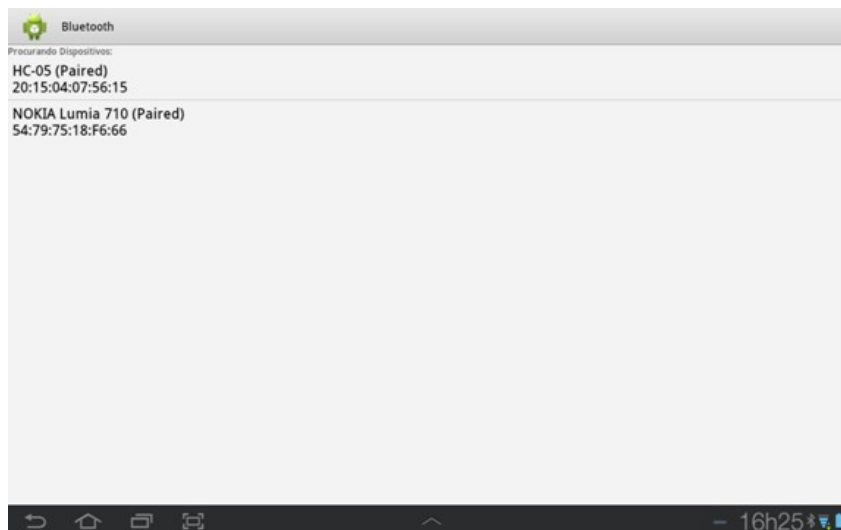 Bluetooth
Procurando Dispositivos:
HC-05 (Paired)
20:15:04:07:56:15
NOKIA Lumia 710 (Paired)
54:79:75:18:F6:66
16h25